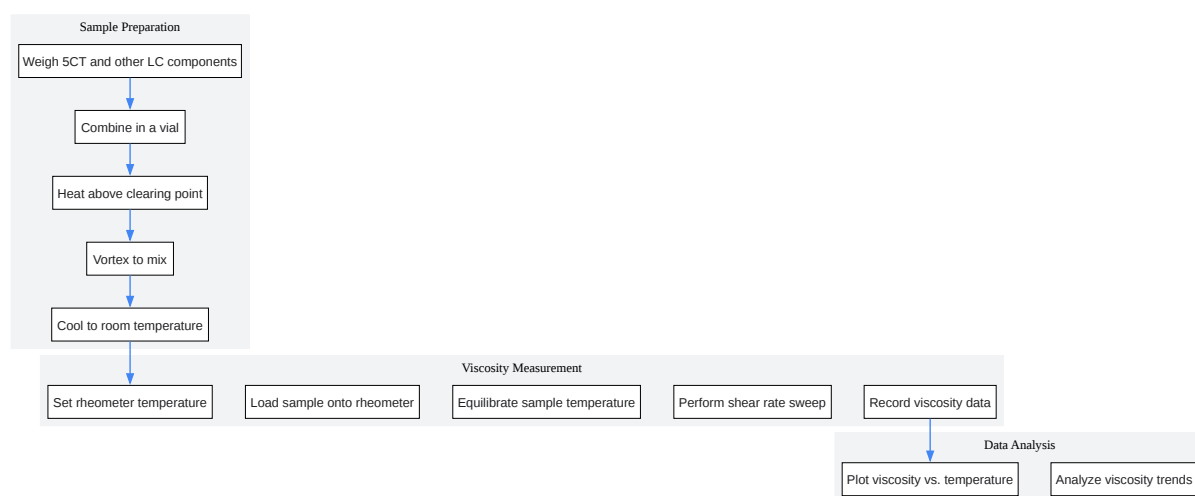 Sample Preparation
Weigh 5CT and other LC components
Combine in a vial
Heat above clearing point
Vortex to mix
Cool to room temperature
Viscosity Measurement
Set rheometer temperature
Load sample onto rheometer
Equilibrate sample temperature
Perform shear rate sweep
Record viscosity data
Data Analysis
Plot viscosity vs. temperature
Analyze viscosity trends